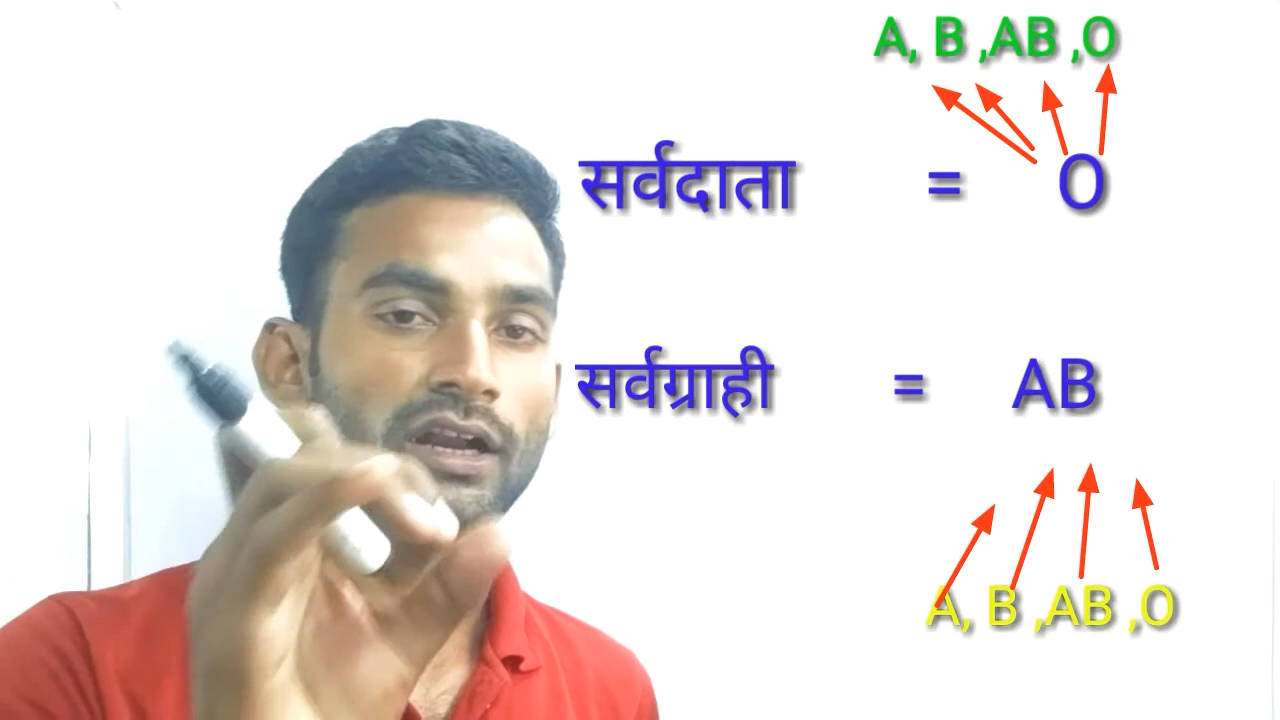 A, B ,AB ,O
सर्वदाता = O
सर्वग्राही = AB
A, B ,AB ,O